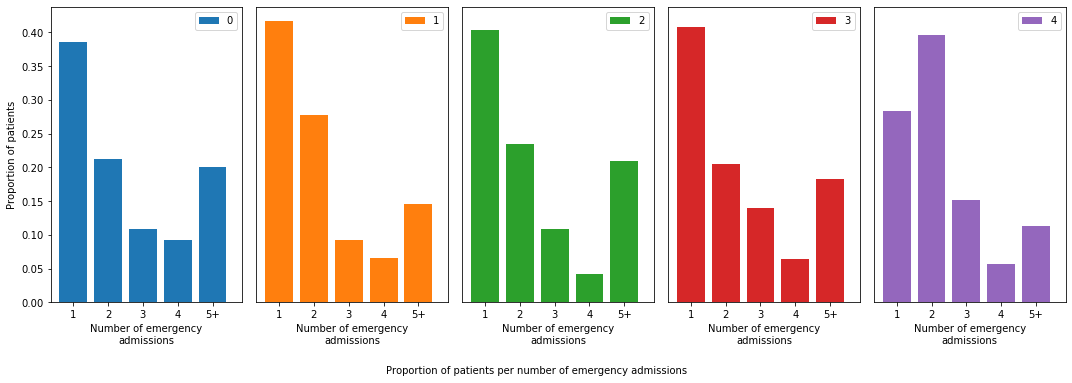 0
1
2
3
4
Proportion of patients
0.40
0.35
0.30
0.25
0.20
0.15
0.10
0.05
0.00
1 2 3 4 5+
Number of emergency
admissions
1 2 3 4 5+
Number of emergency
admissions
1 2 3 4 5+
Number of emergency
admissions
1 2 3 4 5+
Number of emergency
admissions
1 2 3 4 5+
Number of emergency
admissions
Proportion of patients per number of emergency admissions